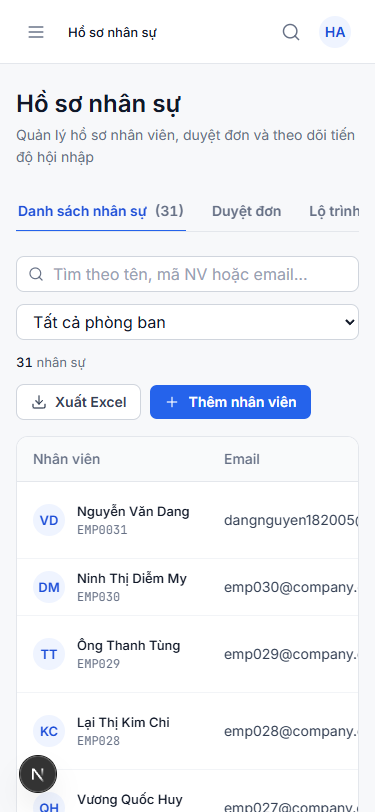 Hồ sơ nhân sự
HA
Hồ sơ nhân sự
Quản lý hồ sơ nhân viên, duyệt đơn và theo dõi tiến
độ hội nhập
Danh sách nhân sự (31) Duyệt đơn Lộ trình
Tìm theo tên, mã NV hoặc email...
Tất cả phòng ban
31 nhân sự
Xuất Excel + Thêm nhân viên
Nhân viên Email
VD Nguyễn Văn Dang dangnguyen182005@
EMP0031
DM Ninh Thị Diễm My emp030@company.
EMP030
TT Ông Thanh Tùng emp029@company.
EMP029
KC Lại Thị Kim Chi emp028@company.
EMP028
N
QH Vương Quốc Huy emp027@company.